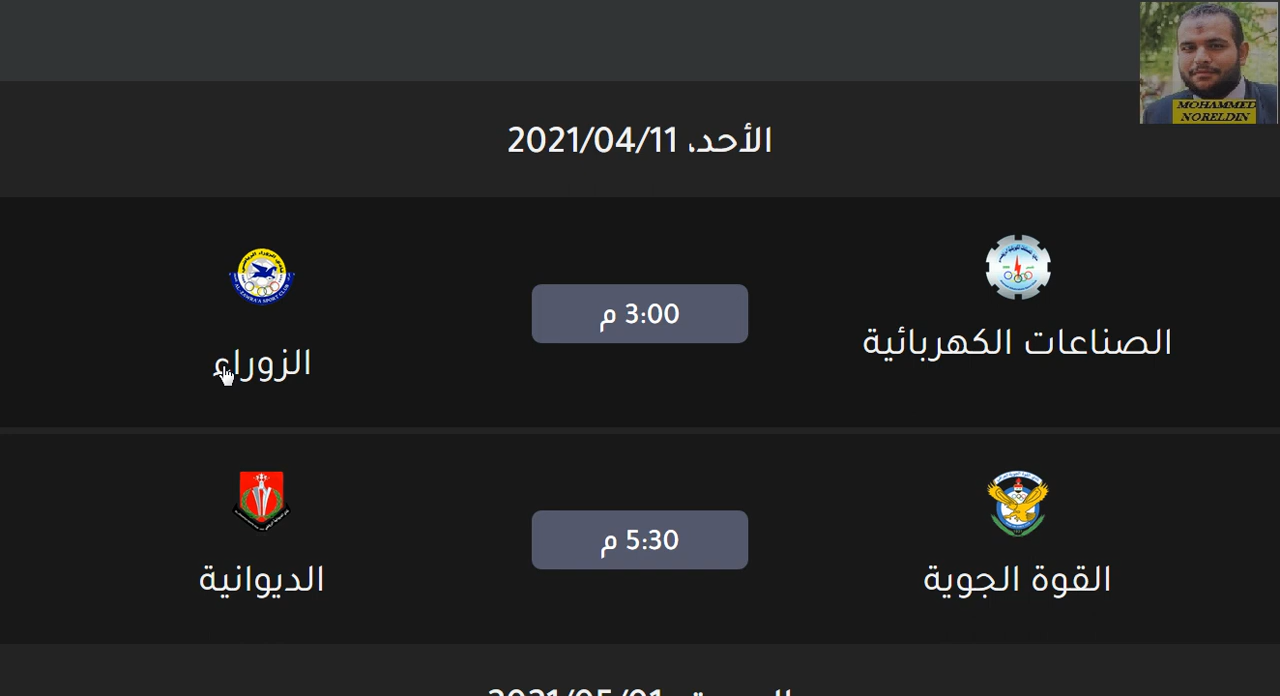 MOHAMMED
NORELDIN
الأحد، 2021/04/11
الصناعات الكهربائية
3:00 م
الزوراء
القوة الجوية
5:30 م
الديوانية